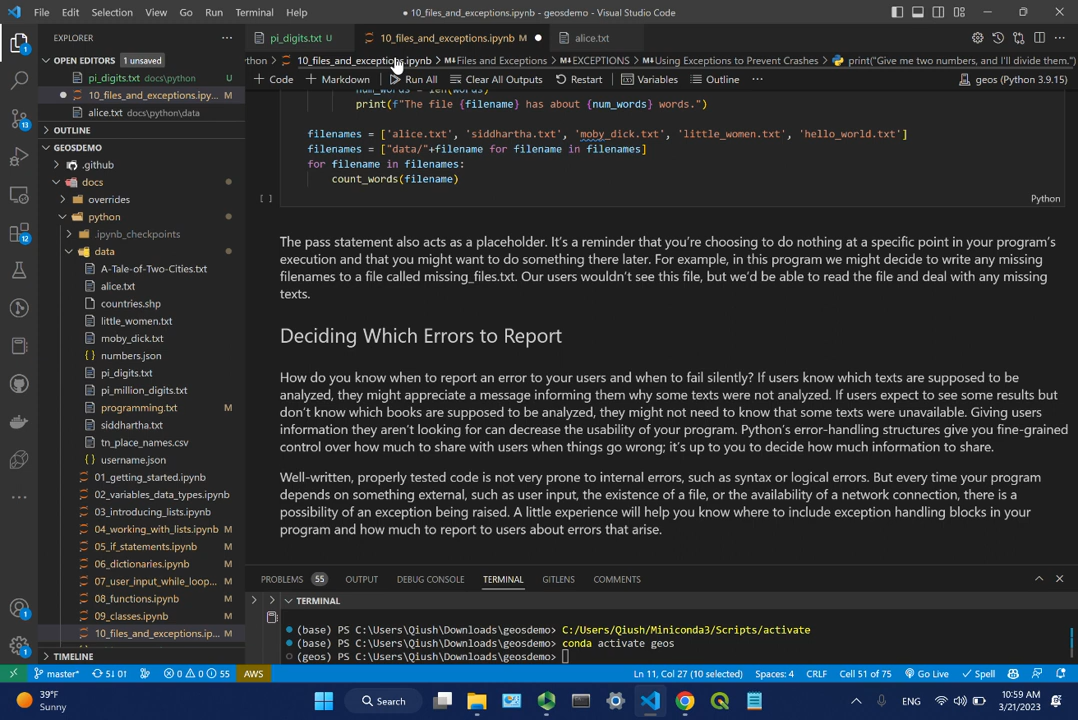 File Edit Selection View Go Run Terminal Help ● 10_files_and_exceptions.ipynb - geosdemo - Visual Studio Code
EXPLORER ···
pi_digits.txt U 10_files_and_exceptions.ipynb M ● alice.txt
OPEN EDITORS 1 unsaved
pi_digits.txt docs\python U
● 10_files_and_exceptions.ipy... M
alice.txt docs\python\data
OUTLINE
GEOSDEMO
.github
docs
overrides
python
.ipynb_checkpoints
data
A-Tale-of-Two-Cities.txt
alice.txt
countries.shp
little_women.txt
moby_dick.txt
numbers.json
pi_digits.txt
pi_million_digits.txt
programming.txt M
siddhartha.txt
tn_place_names.csv
username.json
01_getting_started.ipynb
02_variables_data_types.ipynb
03_introducing_lists.ipynb
04_working_with_lists.ipynb M
05_if_statements.ipynb M
06_dictionaries.ipynb M
07_user_input_while_loop... M
08_functions.ipynb M
09_classes.ipynb M
10_files_and_exceptions.ip... M
TIMELINE
ython > 10_files_and_exceptions.ipynb > M↓Files and Exceptions > M↓EXCEPTIONS > M↓Using Exceptions to Prevent Crashes > print("Give me two numbers, and I'll divide them.")
+ Code + Markdown Run All Clear All Outputs Restart Variables Outline ··· geos (Python 3.9.15)
num_words = len(words)
print(f"The file {filename} has about {num_words} words.")
filenames = ['alice.txt', 'siddhartha.txt', 'moby_dick.txt', 'little_women.txt', 'hello_world.txt']
filenames = ["data/"+filename for filename in filenames]
for filename in filenames:
count_words(filename)
[ ] Python
The pass statement also acts as a placeholder. It's a reminder that you're choosing to do nothing at a specific point in your program's
execution and that you might want to do something there later. For example, in this program we might decide to write any missing
filenames to a file called missing_files.txt. Our users wouldn't see this file, but we'd be able to read the file and deal with any missing
texts.
Deciding Which Errors to Report
How do you know when to report an error to your users and when to fail silently? If users know which texts are supposed to be
analyzed, they might appreciate a message informing them why some texts were not analyzed. If users expect to see some results but
don't know which books are supposed to be analyzed, they might not need to know that some texts were unavailable. Giving users
information they aren't looking for can decrease the usability of your program. Python's error-handling structures give you fine-grained
control over how much to share with users when things go wrong; it's up to you to decide how much information to share.
Well-written, properly tested code is not very prone to internal errors, such as syntax or logical errors. But every time your program
depends on something external, such as user input, the existence of a file, or the availability of a network connection, there is a
possibility of an exception being raised. A little experience will help you know where to include exception handling blocks in your
program and how much to report to users about errors that arise.
PROBLEMS 55 OUTPUT DEBUG CONSOLE TERMINAL GITLENS COMMENTS
TERMINAL
(base) PS C:\Users\Qiush\Downloads\geosdemo> C:/Users/Qiush/Miniconda3/Scripts/activate
(base) PS C:\Users\Qiush\Downloads\geosdemo> conda activate geos
(geos) PS C:\Users\Qiush\Downloads\geosdemo>
1
13
12
1
1
master* 5↓ 0↑ 0 0 55 AWS Ln 11, Col 27 (10 selected) Spaces: 4 CRLF Cell 51 of 75 Go Live Spell
39°F
Sunny
Search
ENG
10:59 AM
3/21/2023